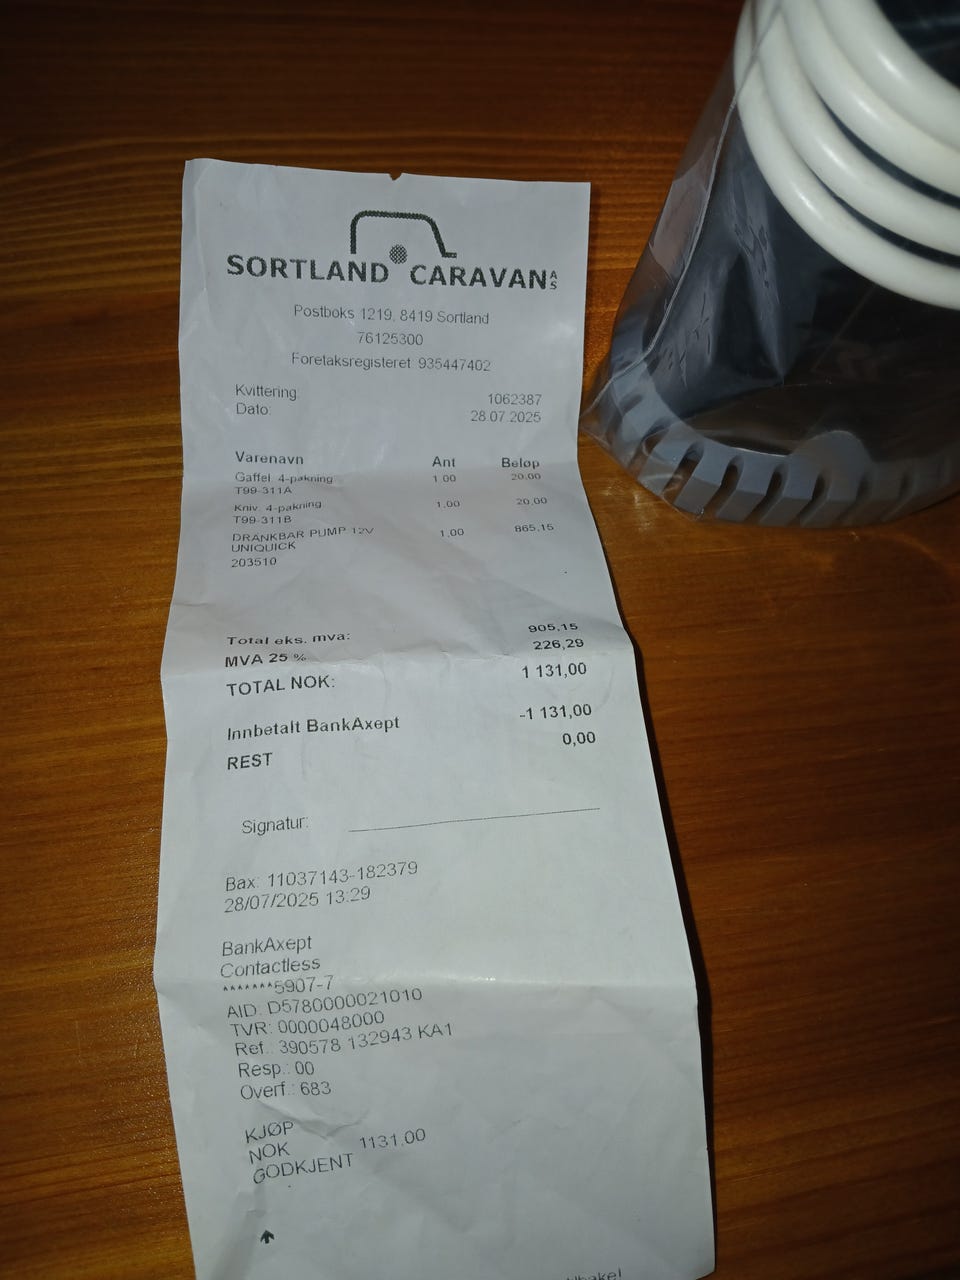 SORTLAND CARAVAN AS
Postboks 1219, 8419 Sortland
76125300
Foretaksregisteret: 935447402
Kvittering: 1062387
Dato: 28.07.2025
Varenavn Ant Beløp
Gaffel. 4-pakning 1,00 20,00
T99-311A
Kniv. 4-pakning 1,00 20,00
T99-311B
DRANKBAR PUMP 12V 1,00 865,15
UNIQUICK
203510
Total eks. mva: 905,15
MVA 25 % 226,29
TOTAL NOK: 1 131,00
Innbetalt BankAxept -1 131,00
REST 0,00
Signatur:
Bax: 11037143-182379
28/07/2025 13:29
BankAxept
Contactless
*******5907-7
AID: D5780000021010
TVR: 0000048000
Ref.: 390578 132943 KA1
Resp.: 00
Overf.: 683
KJØP
NOK 1131.00
GODKJENT